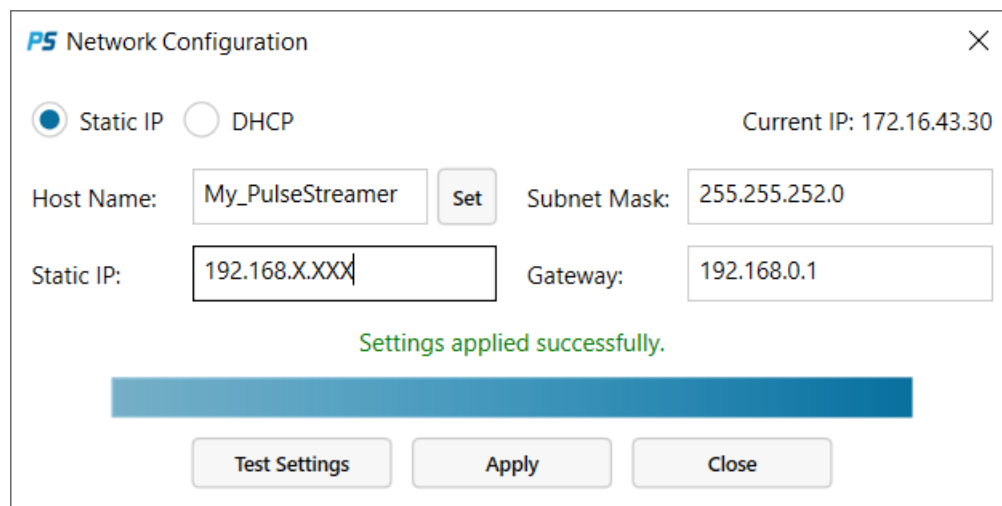 PS Network Configuration
Static IP DHCP Current IP: 172.16.43.30
Host Name: My_PulseStreamer Set Subnet Mask: 255.255.252.0
Static IP: 192.168.X.XXX Gateway: 192.168.0.1
Settings applied successfully.
Test Settings Apply Close